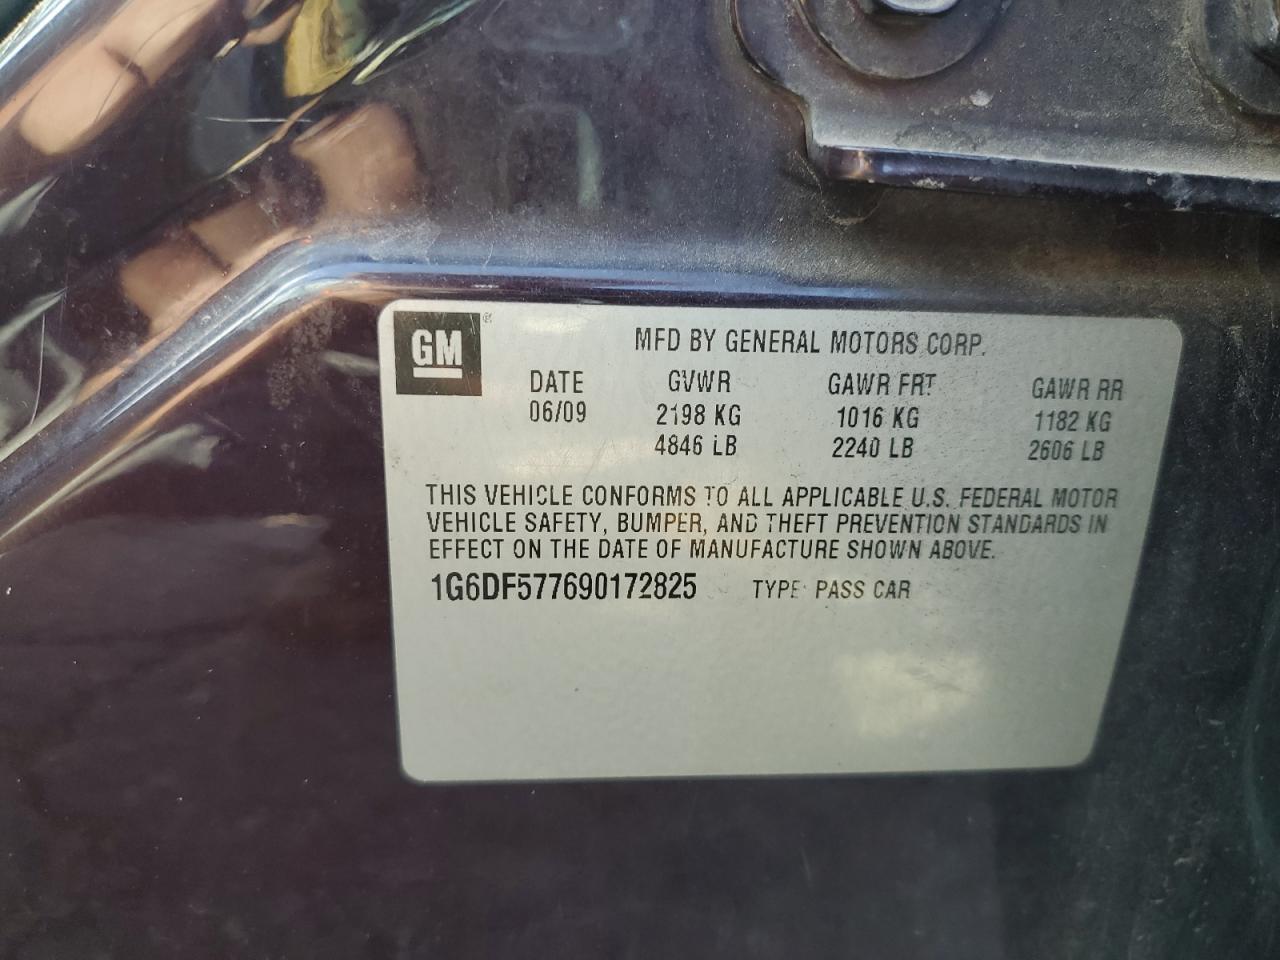 GM ®
MFD BY GENERAL MOTORS CORP.
DATE GVWR GAWR FRT GAWR RR
06/09 2198 KG 1016 KG 1182 KG
4846 LB 2240 LB 2606 LB
THIS VEHICLE CONFORMS TO ALL APPLICABLE U.S. FEDERAL MOTOR
VEHICLE SAFETY, BUMPER, AND THEFT PREVENTION STANDARDS IN
EFFECT ON THE DATE OF MANUFACTURE SHOWN ABOVE.
1G6DF577690172825 TYPE: PASS CAR